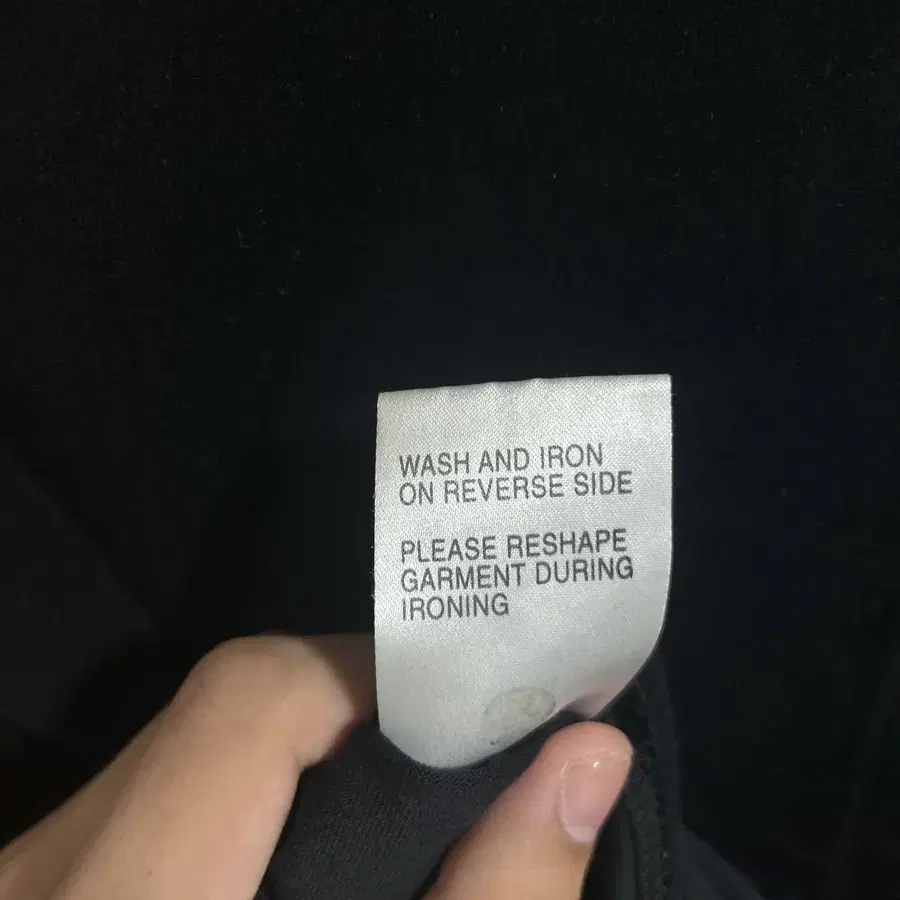 WASH AND IRON
ON REVERSE SIDE
PLEASE RESHAPE
GARMENT DURING
IRONING